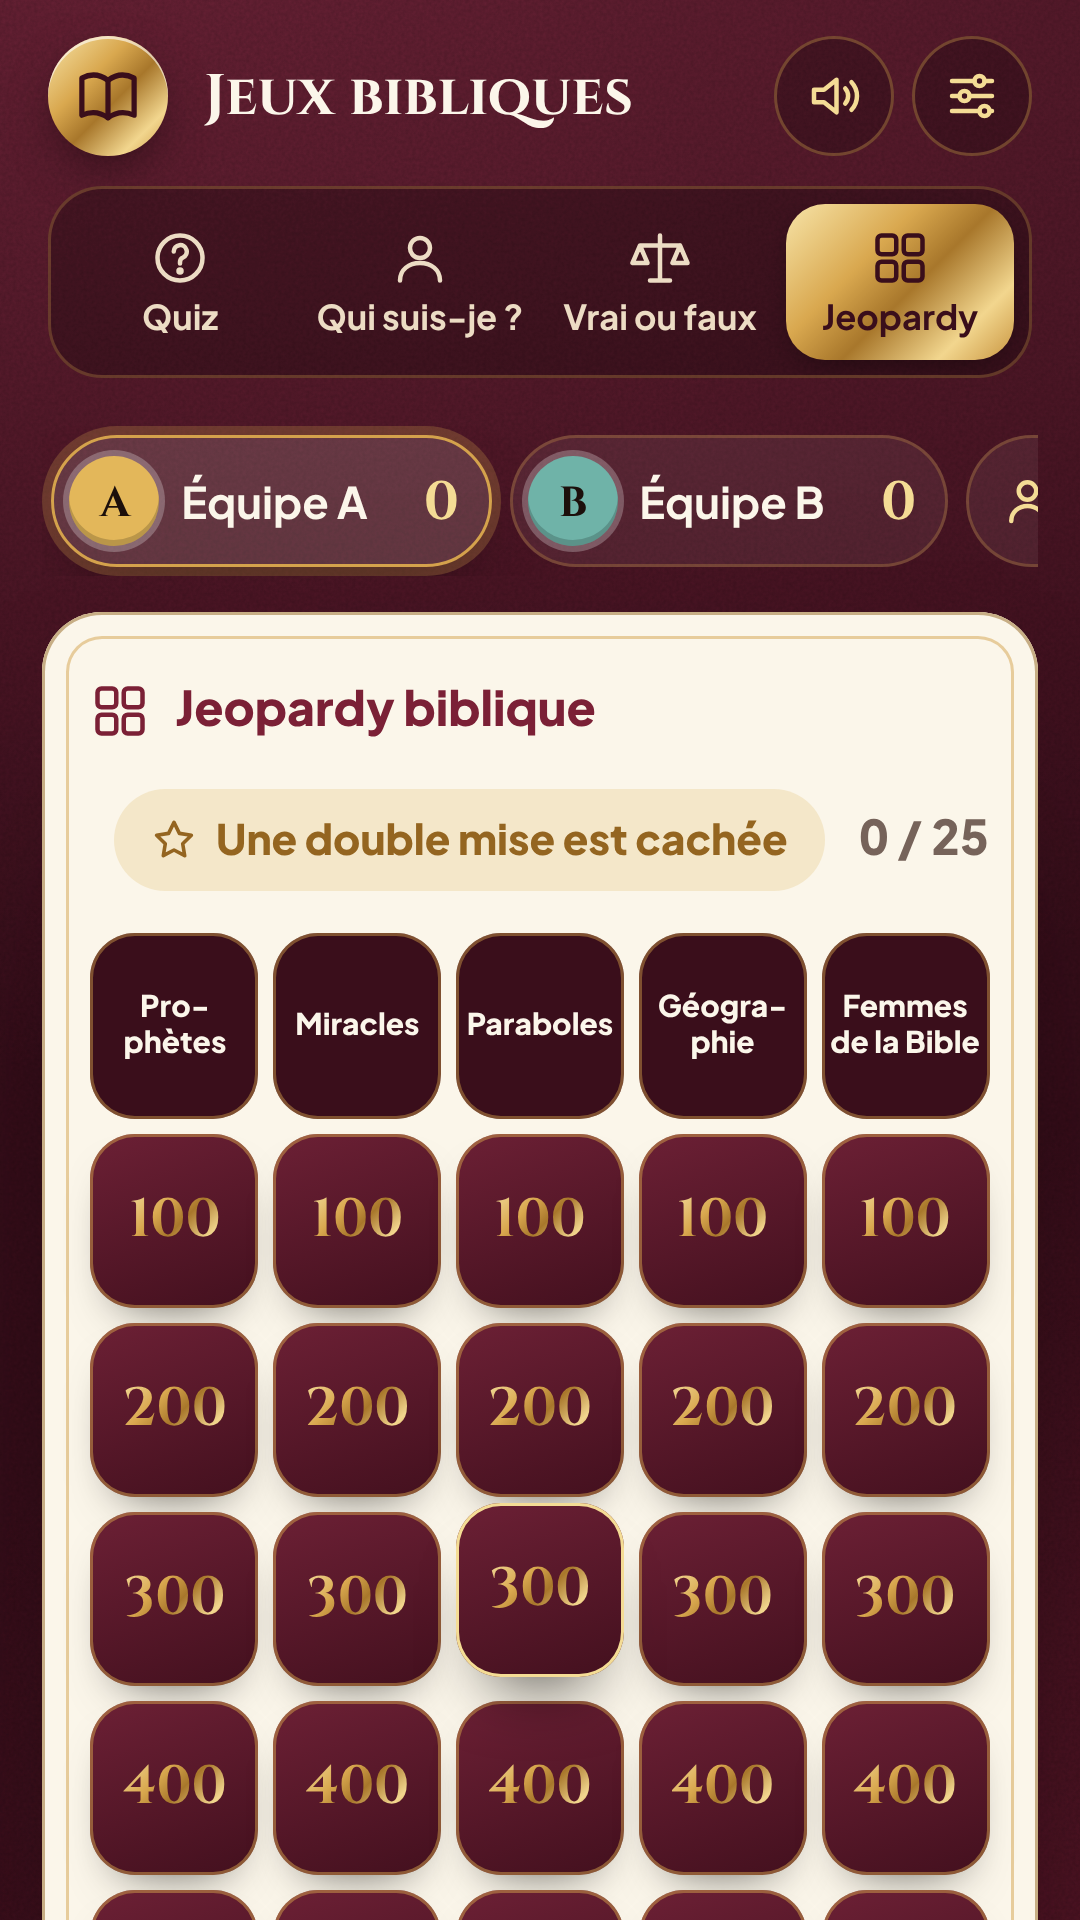 Jeux bibliques
Quiz
Qui suis-je ?
Vrai ou faux
Jeopardy
A Équipe A 0
B Équipe B 0
Jeopardy biblique
Une double mise est cachée
0 / 25
Pro-
phètes
Miracles
Paraboles
Géogra-
phie
Femmes
de la Bible
100 100 100 100 100
200 200 200 200 200
300 300 300 300 300
400 400 400 400 400